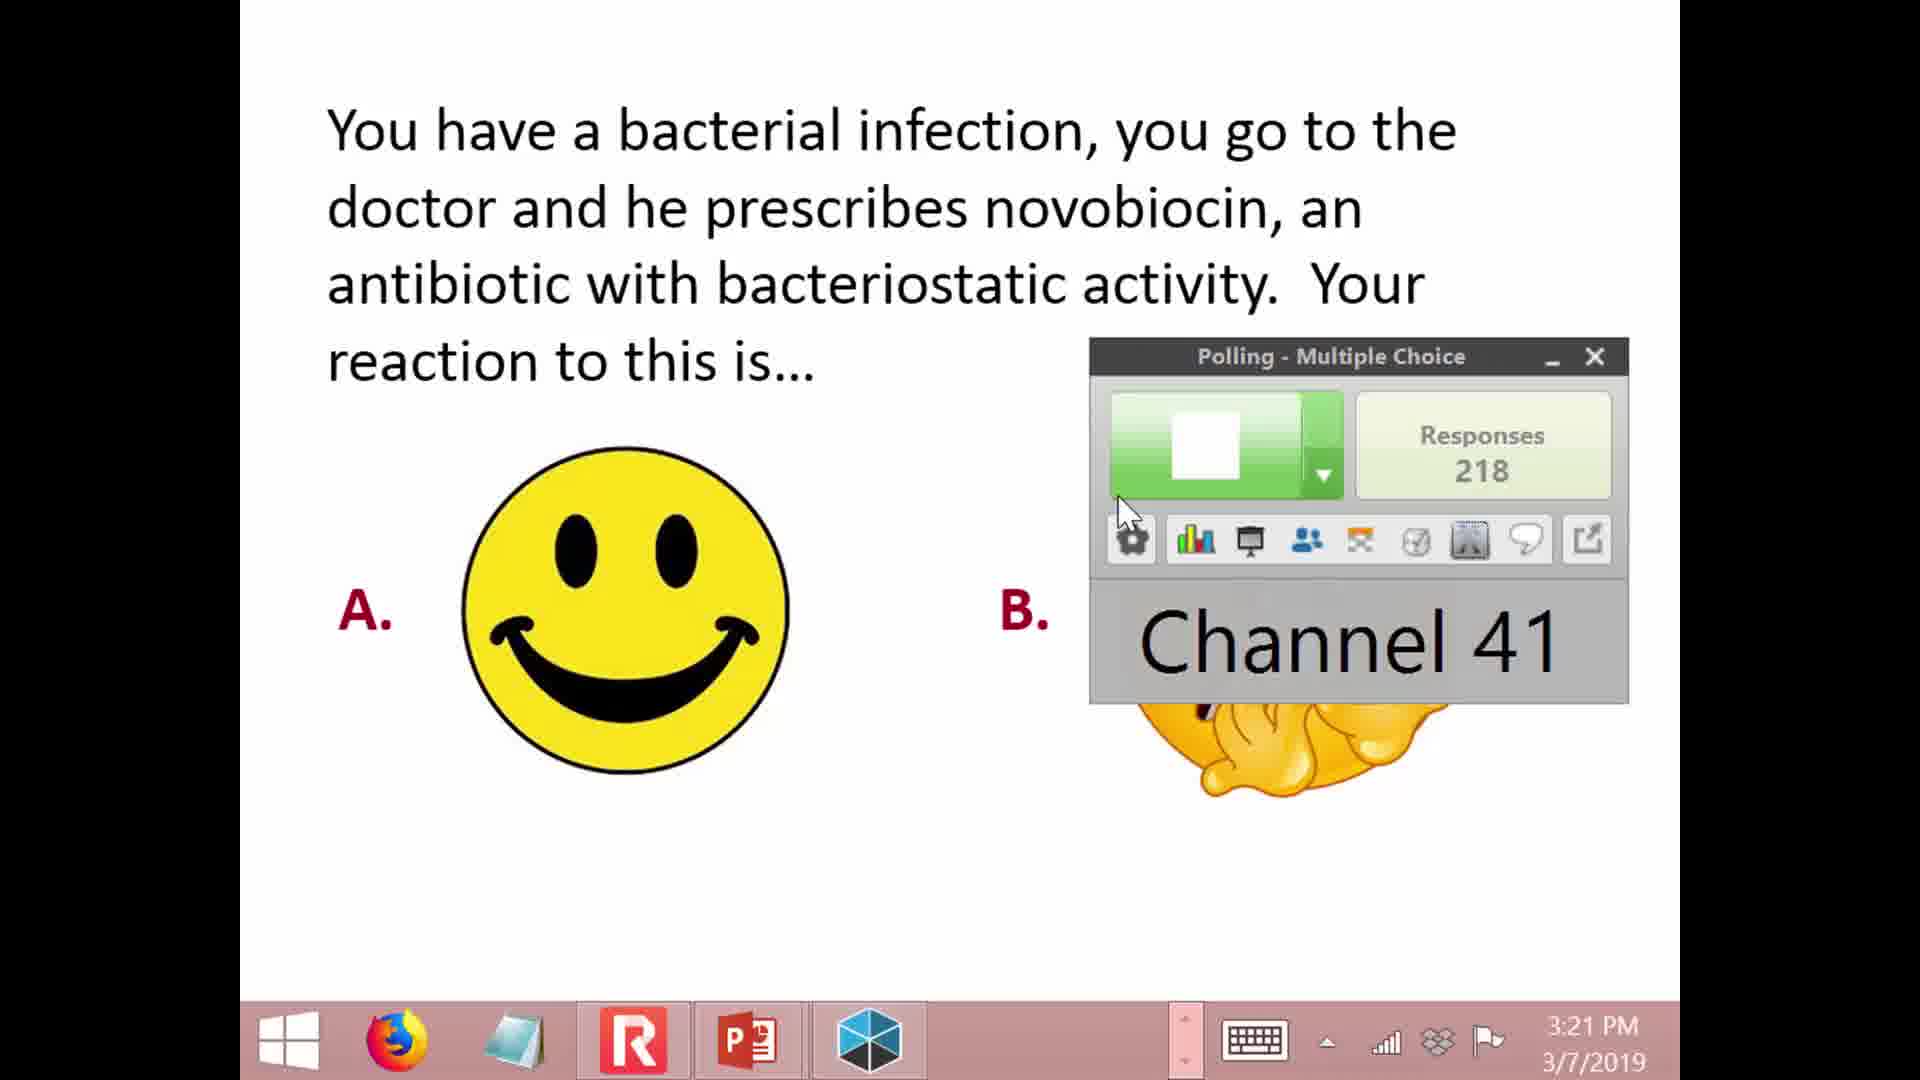 You have a bacterial infection, you go to the
doctor and he prescribes novobiocin, an
antibiotic with bacteriostatic activity. Your
reaction to this is...
Polling - Multiple Choice
Responses
218
A.
B.
Channel 41
R
P
3:21 PM
3/7/2019